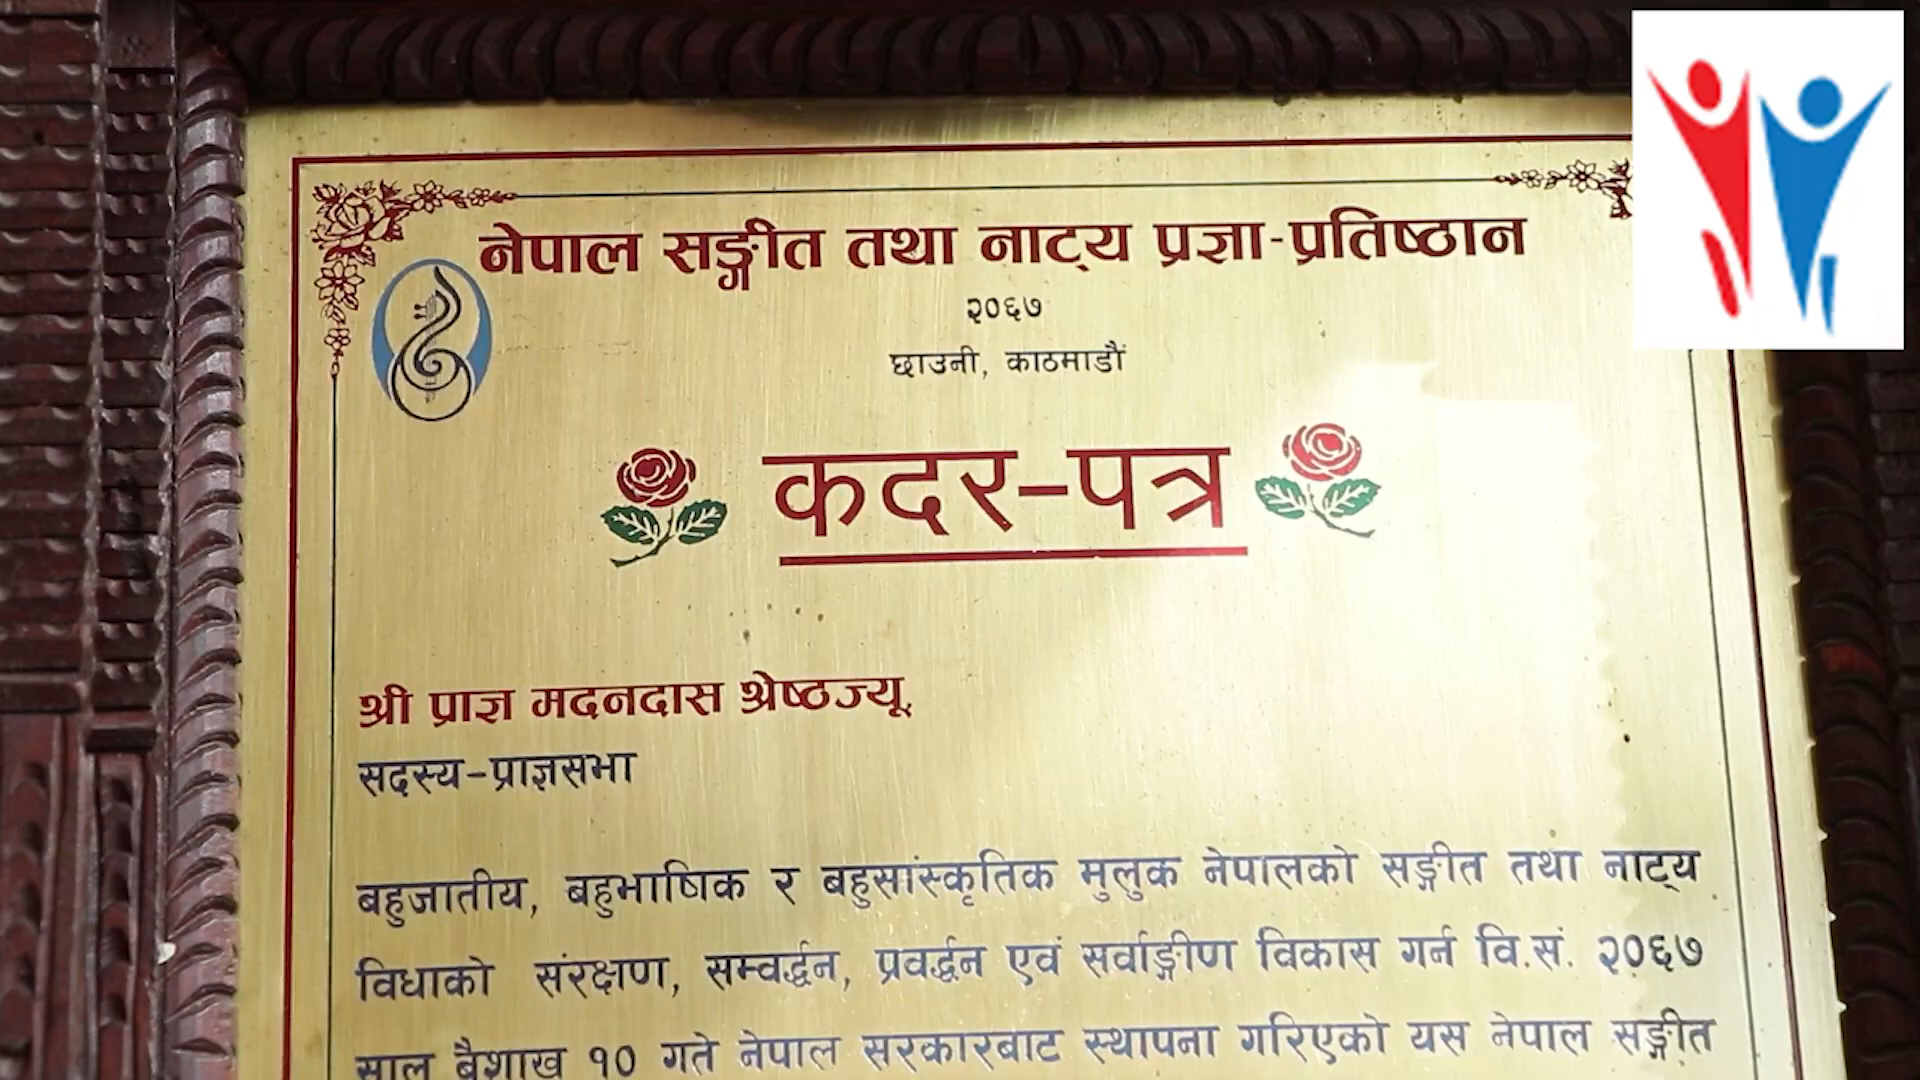 नेपाल सङ्गीत तथा नाट्य प्रज्ञा-प्रतिष्ठान
२०६७
छाउनी, काठमाडौं
कदर-पत्र
श्री प्राज्ञ मदनदास श्रेष्ठज्यू,
सदस्य-प्राज्ञसभा
बहुजातीय, बहुभाषिक र बहुसांस्कृतिक मुलुक नेपालको सङ्गीत तथा नाट्य
विधाको संरक्षण, सम्वर्द्धन, प्रवर्द्धन एवं सर्वाङ्गीण विकास गर्न वि.सं. २०६७
साल बैशाख १० गते नेपाल सरकारबाट स्थापना गरिएको यस नेपाल सङ्गीत